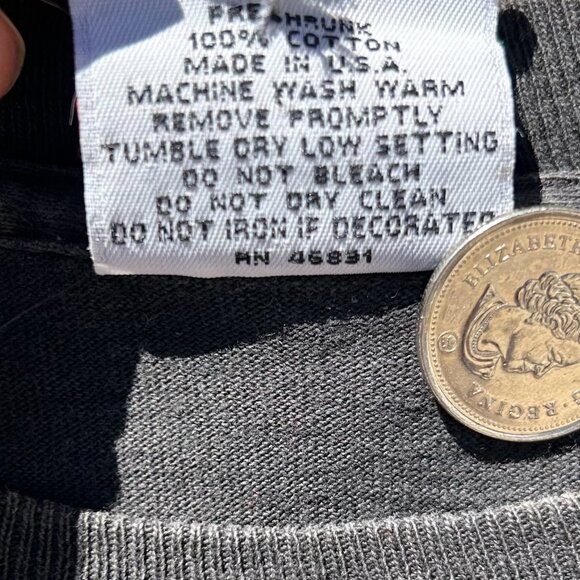 PRESHRUNK
100% COTTON
MADE IN U.S.A.
MACHINE WASH WARM
REMOVE PROMPTLY
TUMBLE DRY LOW SETTING
DO NOT BLEACH
DO NOT DRY CLEAN
DO NOT IRON IF DECORATED
RN 46891
ELIZABETH
REGINA